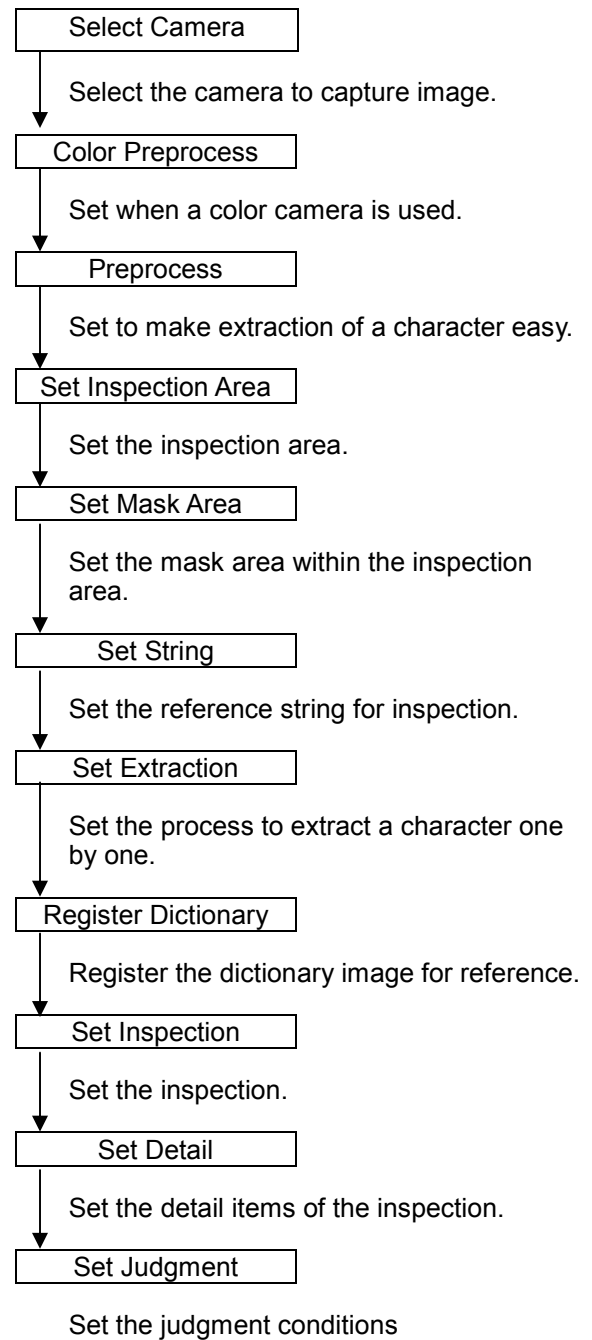 Select Camera
Select the camera to capture image.
Color Preprocess
Set when a color camera is used.
Preprocess
Set to make extraction of a character easy.
Set Inspection Area
Set the inspection area.
Set Mask Area
Set the mask area within the inspection
area.
Set String
Set the reference string for inspection.
Set Extraction
Set the process to extract a character one
by one.
Register Dictionary
Register the dictionary image for reference.
Set Inspection
Set the inspection.
Set Detail
Set the detail items of the inspection.
Set Judgment
Set the judgment conditions